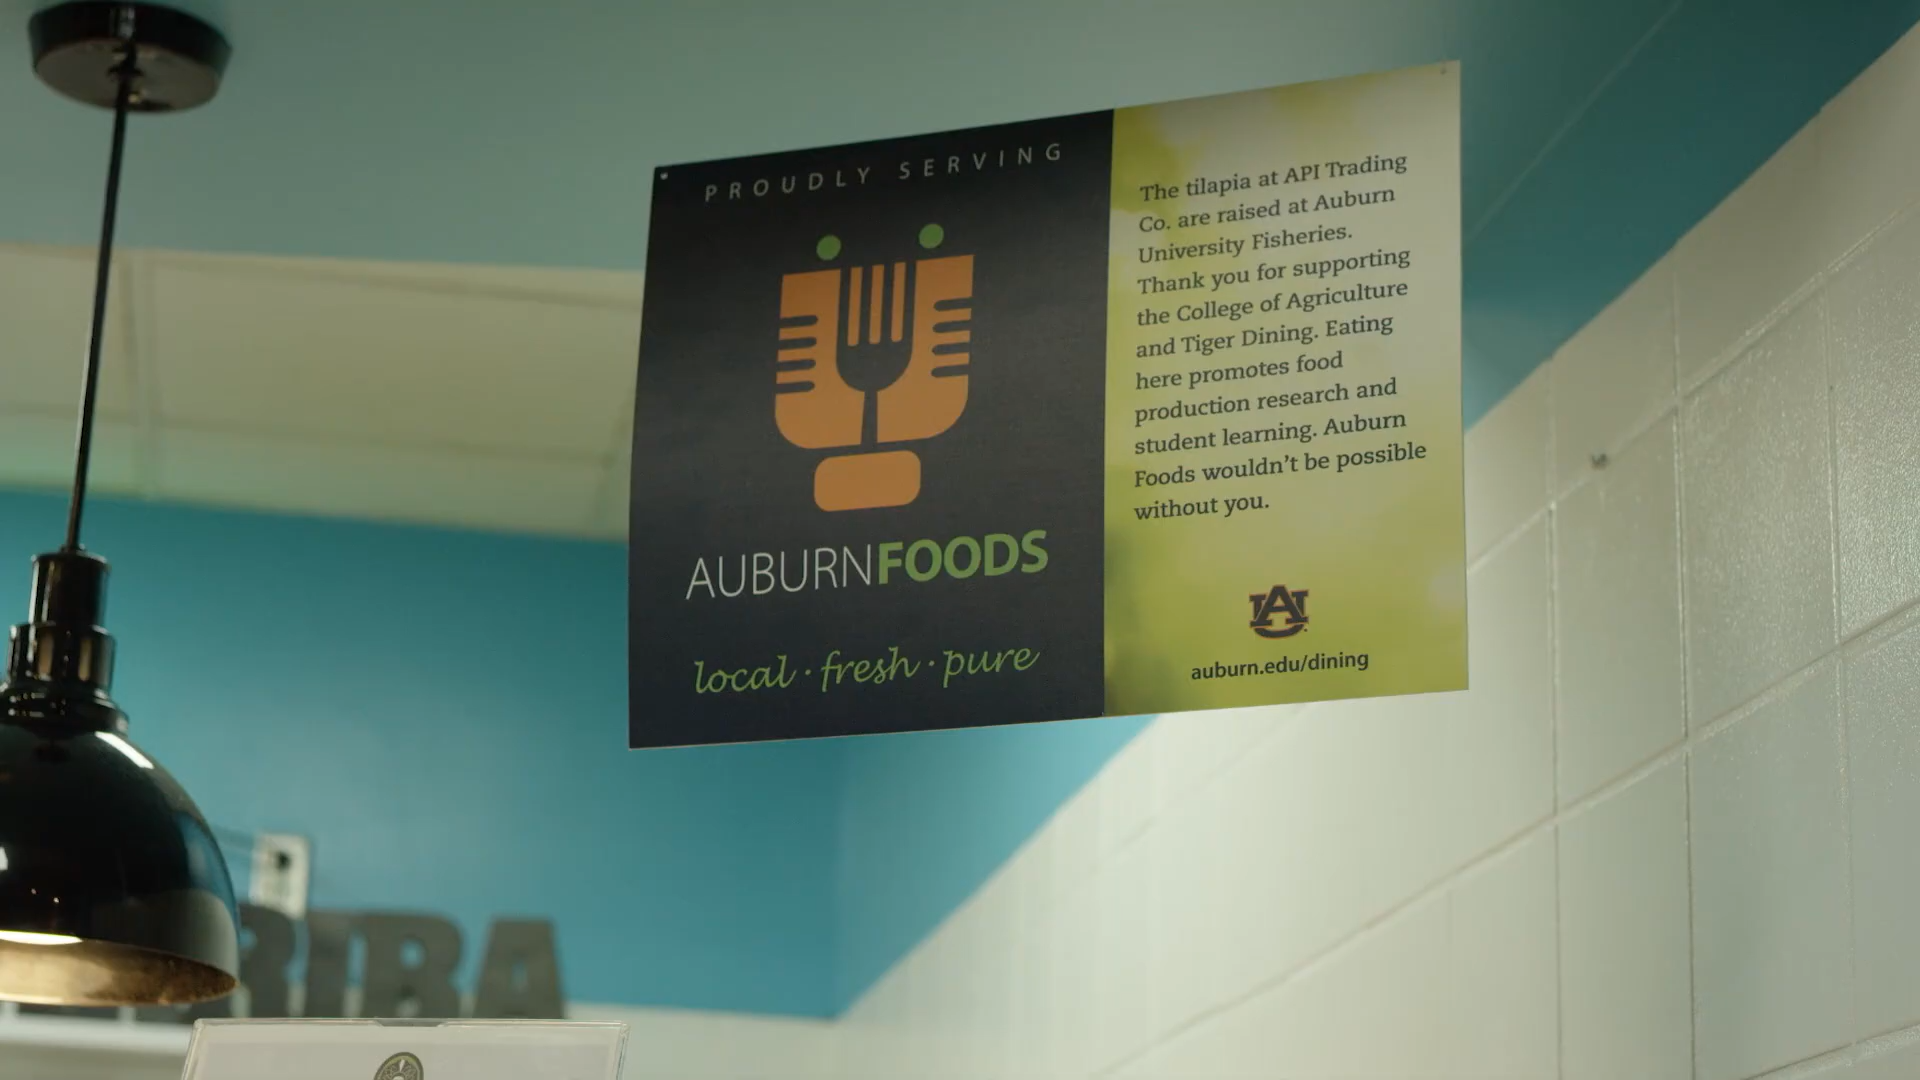 PROUDLY SERVING
AUBURNFOODS
local · fresh · pure
The tilapia at API Trading
Co. are raised at Auburn
University Fisheries.
Thank you for supporting
the College of Agriculture
and Tiger Dining. Eating
here promotes food
production research and
student learning. Auburn
Foods wouldn't be possible
without you.
AU
auburn.edu/dining